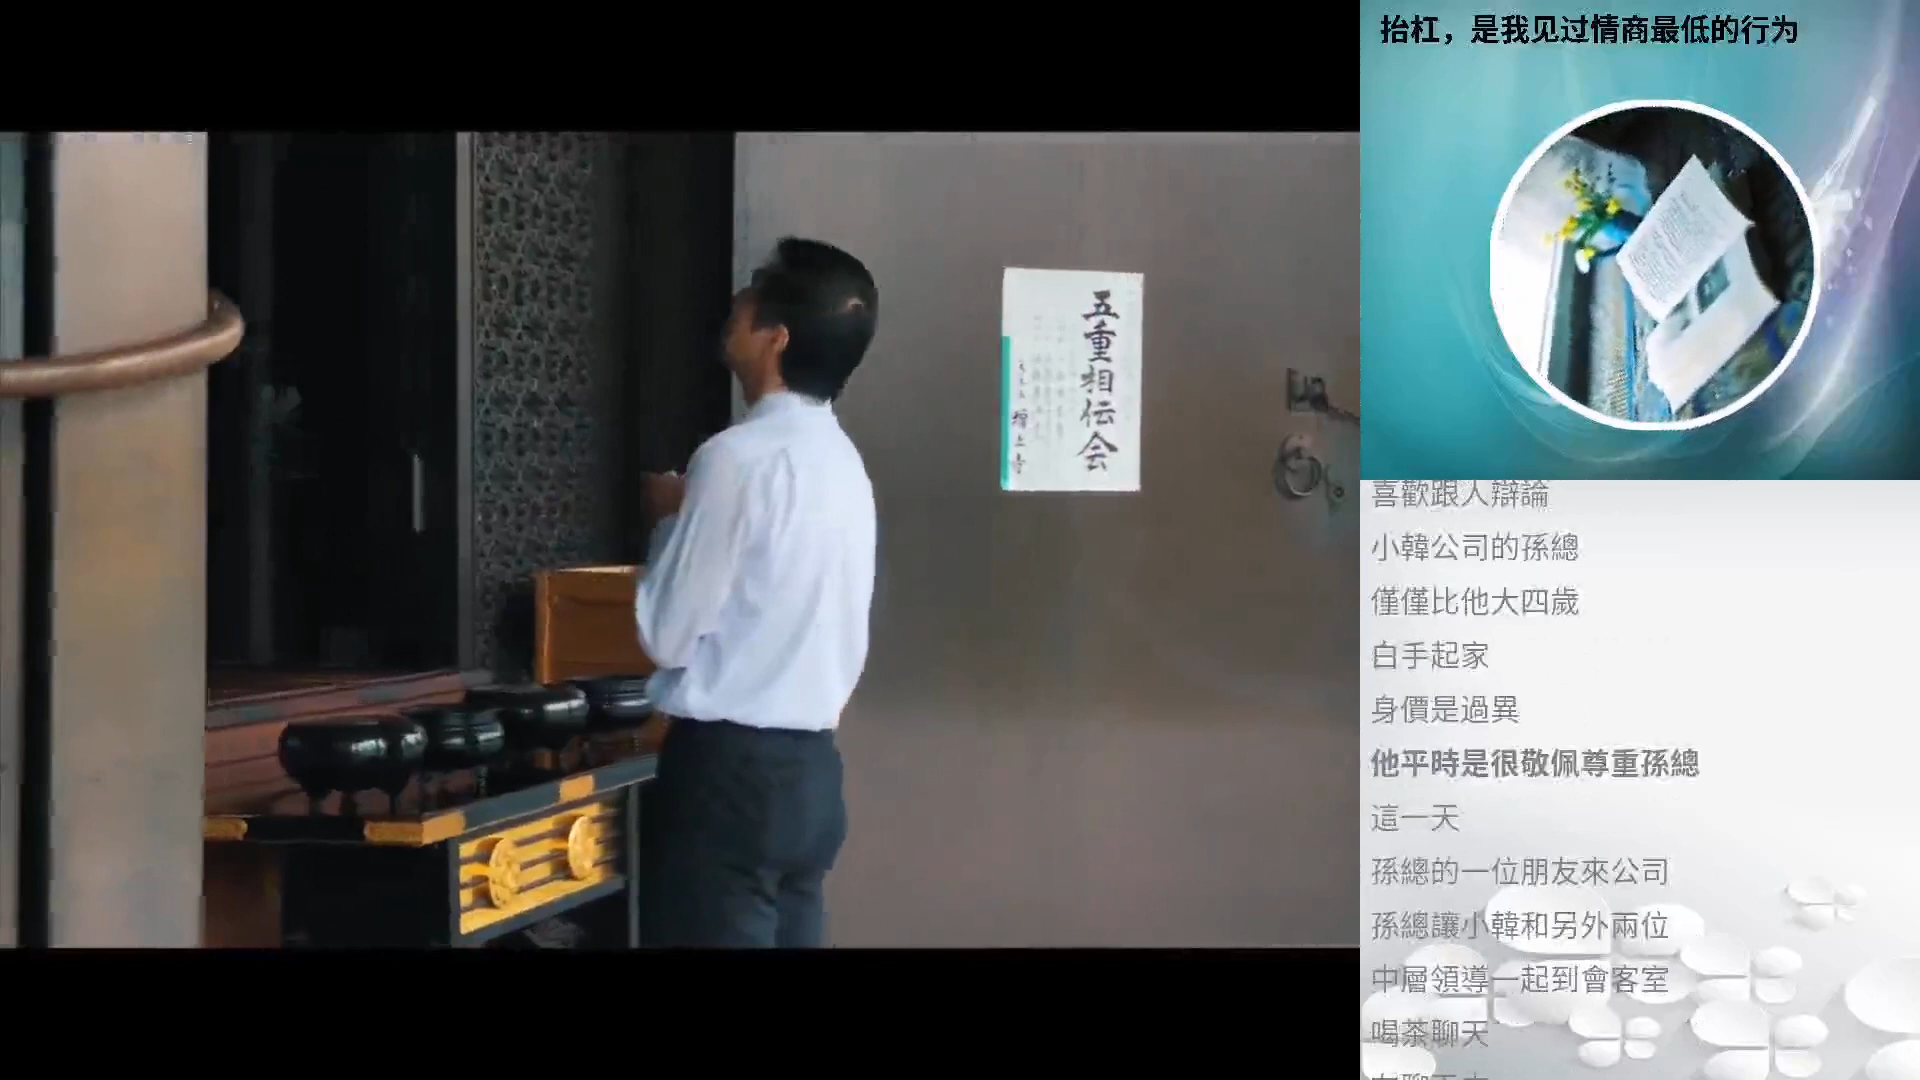 五重相伝会
増上寺
抬杠，是我见过情商最低的行为
喜歡跟人辯論
小韓公司的孫總
僅僅比他大四歲
白手起家
身價是過異
他平時是很敬佩尊重孫總
這一天
孫總的一位朋友來公司
孫總讓小韓和另外兩位
中層領導一起到會客室
喝茶聊天